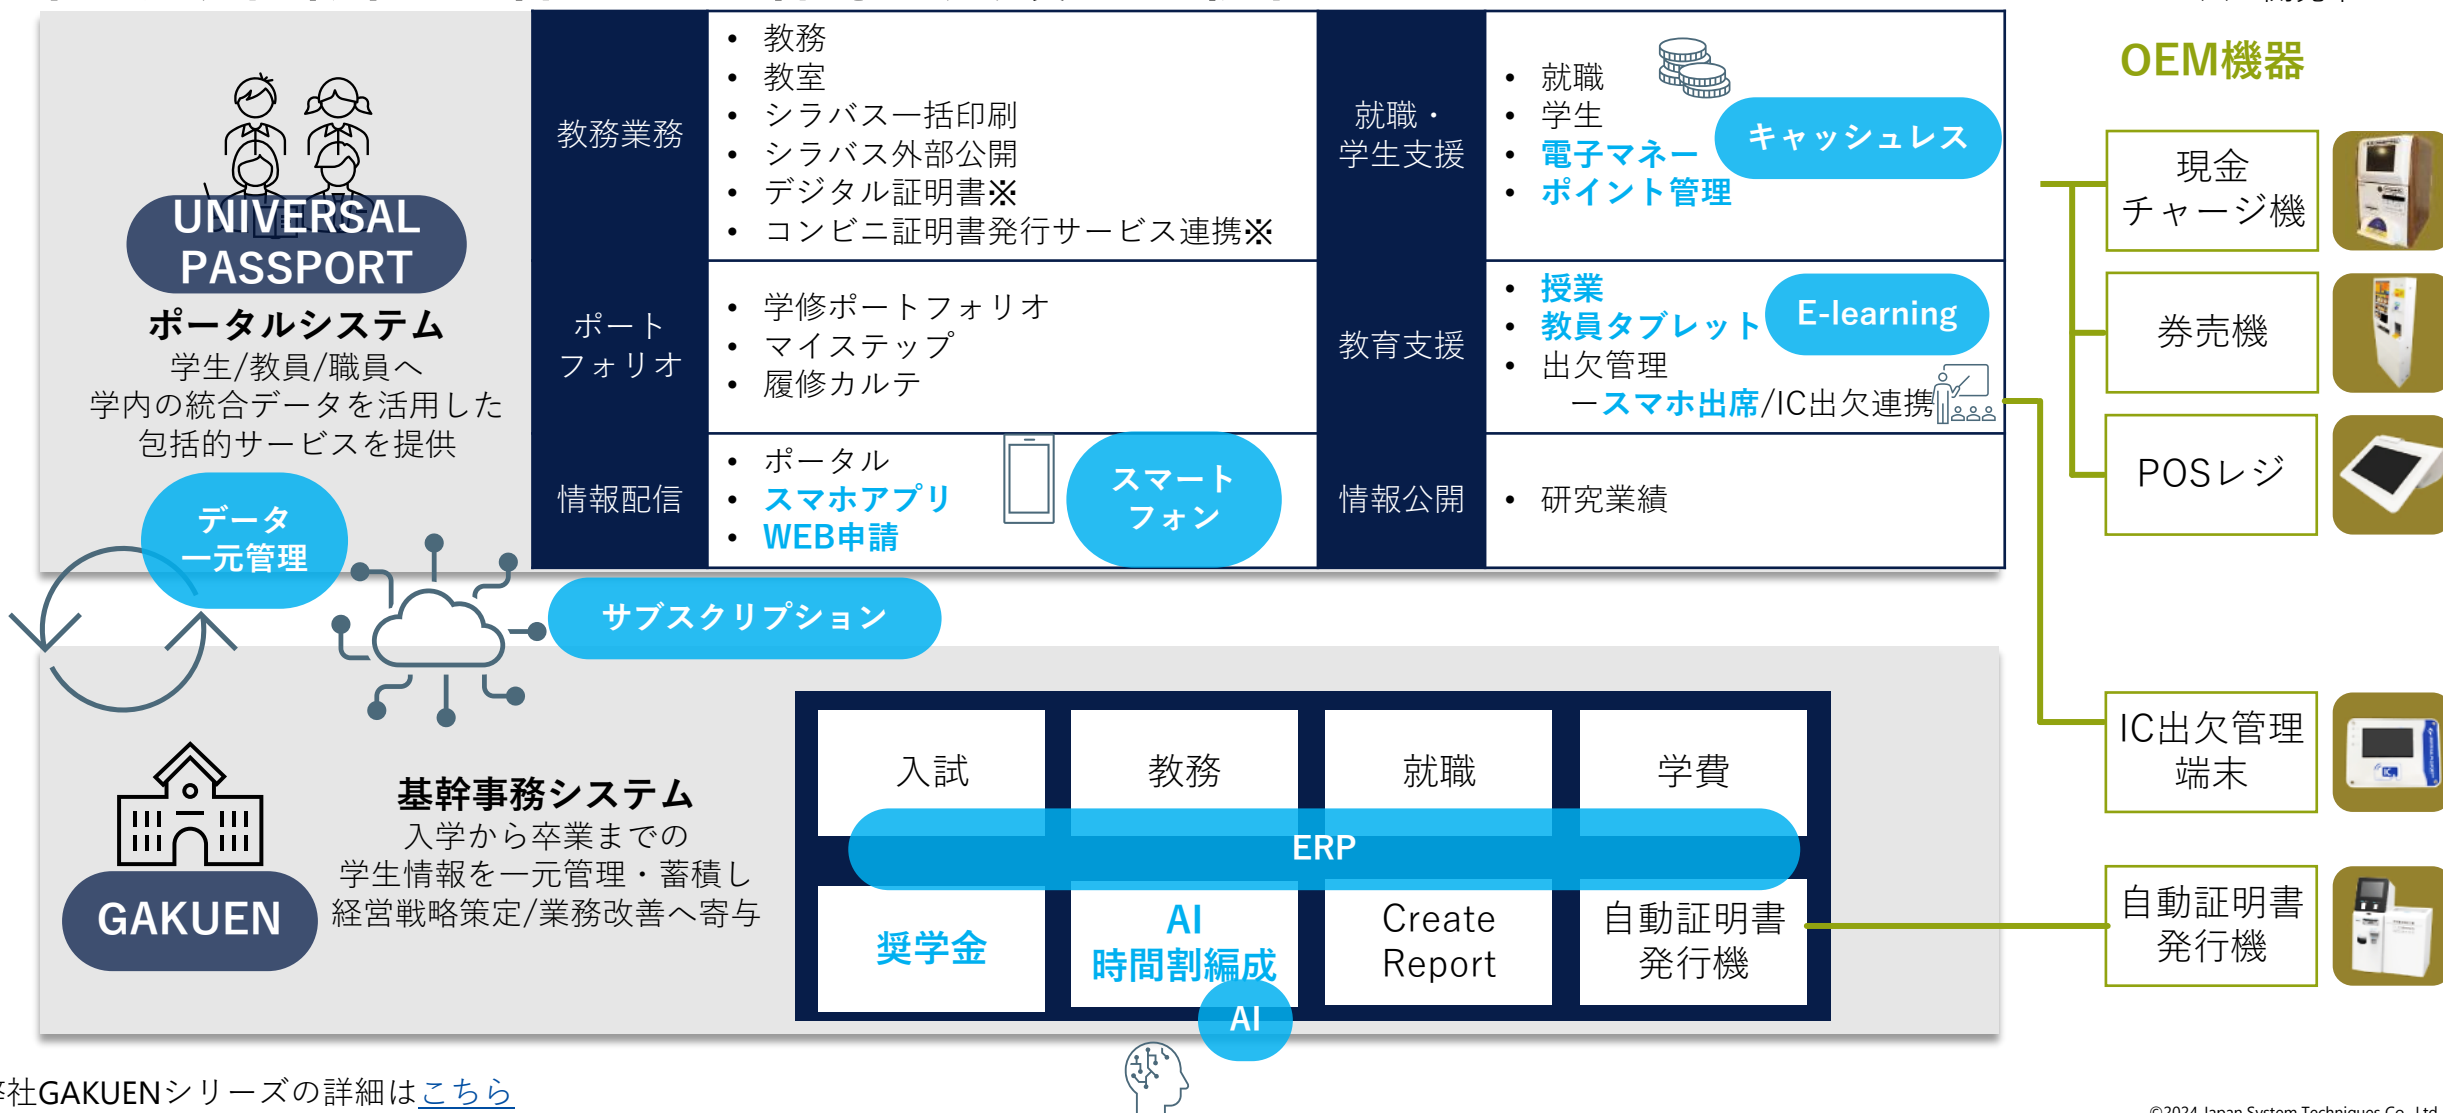 UNIVERSAL
PASSPORT
ポータルシステム
学生/教員/職員へ
学内の統合データを活用した
包括的サービスを提供
データ
一元管理
教務業務
• 教務
• 教室
• シラバス一括印刷
• シラバス外部公開
• デジタル証明書※
• コンビニ証明書発行サービス連携※
就職・
学生支援
• 就職
• 学生
• 電子マネー
• ポイント管理
キャッシュレス
ポート
フォリオ
• 学修ポートフォリオ
• マイステップ
• 履修カルテ
教育支援
• 授業
• 教員タブレット
• 出欠管理
ースマホ出席/IC出欠連携
E-learning
情報配信
• ポータル
• スマホアプリ
• WEB申請
スマート
フォン
情報公開
• 研究業績
サブスクリプション
GAKUEN
基幹事務システム
入学から卒業までの
学生情報を一元管理・蓄積し
経営戦略策定/業務改善へ寄与
入試
教務
就職
学費
ERP
奨学金
AI
時間割編成
Create
Report
自動証明書
発行機
AI
OEM機器
現金
チャージ機
券売機
POSレジ
IC出欠管理
端末
自動証明書
発行機
社GAKUENシリーズの詳細はこちら
©2024 Japan System Techniques Co., Ltd